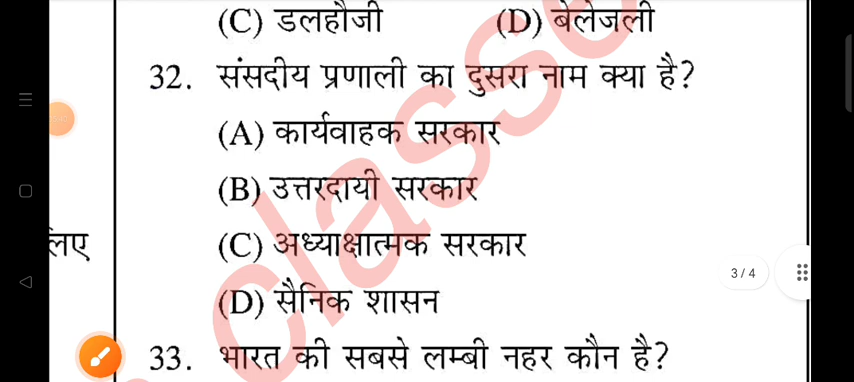 (C) डलहौजी (D) बेलेजली
32. संसदीय प्रणाली का दुसरा नाम क्या है?
(A) कार्यवाहक सरकार
(B) उत्तरदायी सरकार
लिए (C) अध्याक्षात्मक सरकार
3 / 4
(D) सैनिक शासन
33. भारत की सबसे लम्बी नहर कौन है?
classe